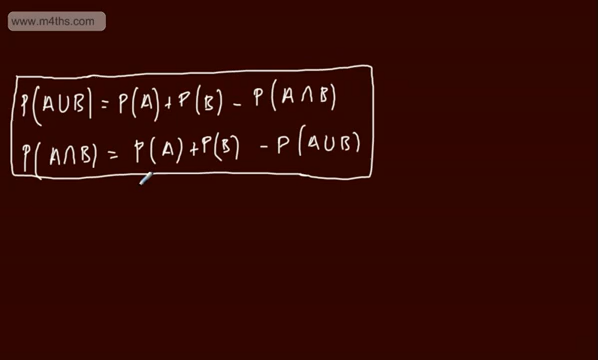 www.m4ths.com
P(A∪B) = P(A) + P(B) - P(A∩B)
P(A∩B) = P(A) + P(B) - P(A∪B)